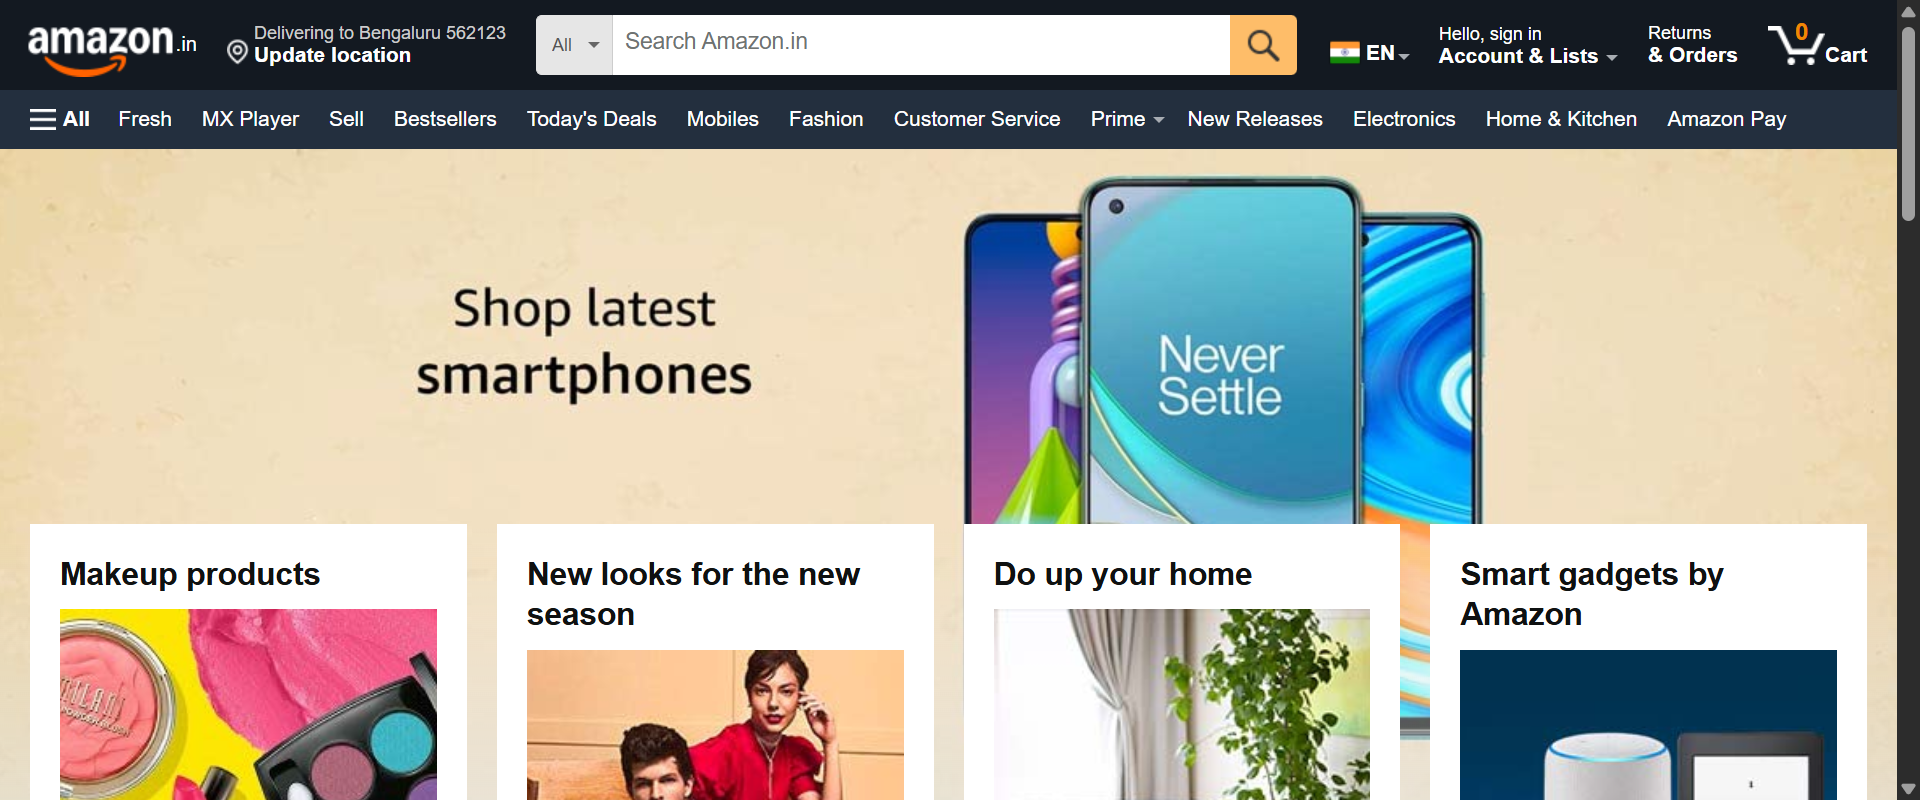 amazon.in
Delivering to Bengaluru 562123
Update location
All
Search Amazon.in
EN
Hello, sign in
Account & Lists
Returns
& Orders
0
Cart
All
Fresh
MX Player
Sell
Bestsellers
Today's Deals
Mobiles
Fashion
Customer Service
Prime
New Releases
Electronics
Home & Kitchen
Amazon Pay
Shop latest
smartphones
Never
Settle
Makeup products
New looks for the new
season
Do up your home
Smart gadgets by
Amazon
MILANI